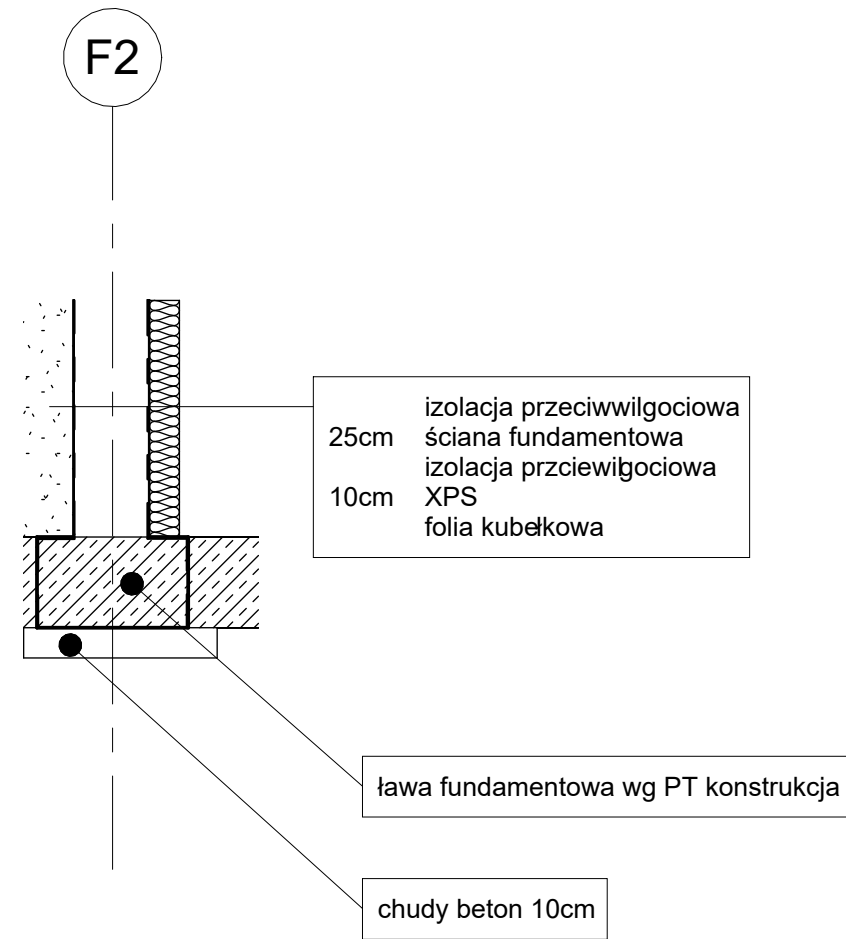 F2
izolacja przeciwwilgociowa
25cm ściana fundamentowa
izolacja przciewilgociowa
10cm XPS
folia kubełkowa
ława fundamentowa wg PT konstrukcja
chudy beton 10cm